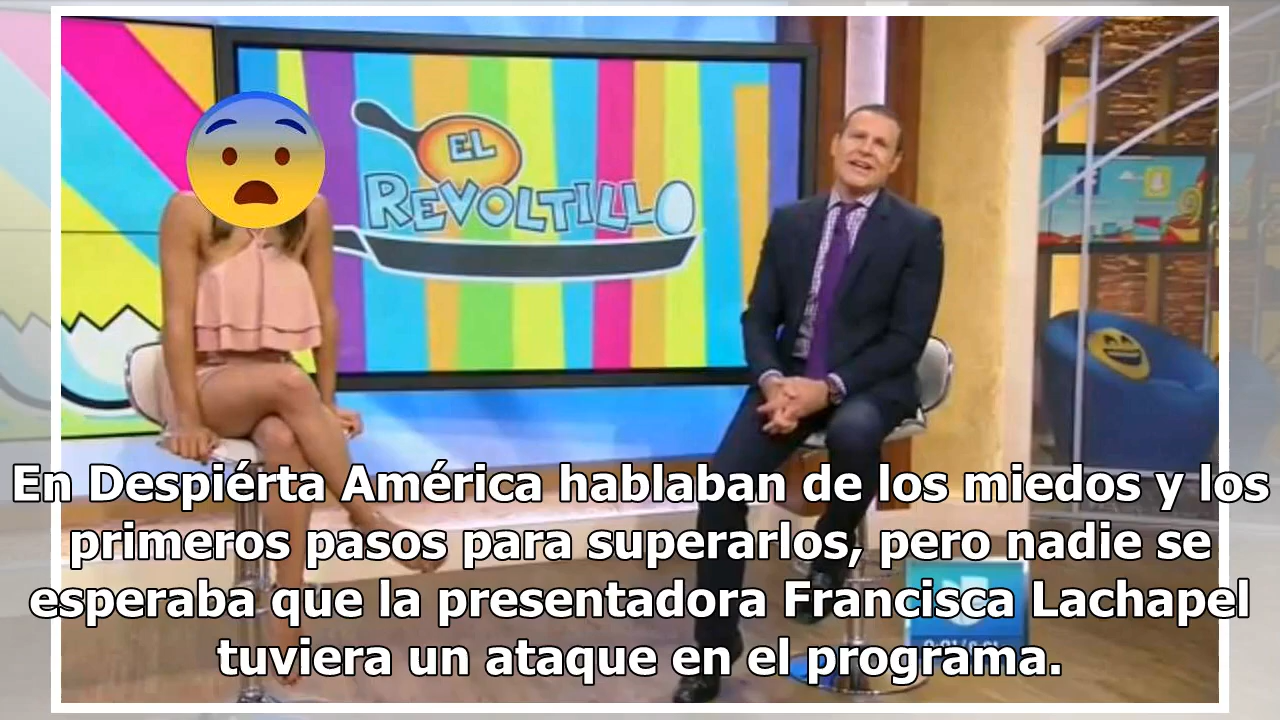 EL
REVOLTILLO
En Despiérta América hablaban de los miedos y los
primeros pasos para superarlos, pero nadie se
esperaba que la presentadora Francisca Lachapel
tuviera un ataque en el programa.